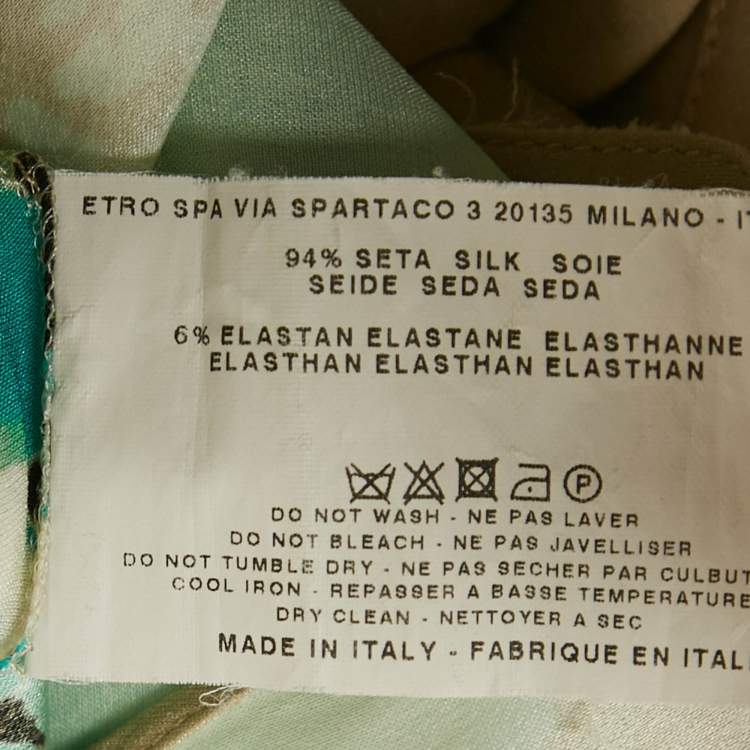 ETRO SPA VIA SPARTACO 3 20135 MILANO - IT
94% SETA SILK SOIE
SEIDE SEDA SEDA
6% ELASTAN ELASTANE ELASTHANNE
ELASTHAN ELASTHAN ELASTHAN
P
DO NOT WASH - NE PAS LAVER
DO NOT BLEACH - NE PAS JAVELLISER
DO NOT TUMBLE DRY - NE PAS SECHER PAR CULBUT
COOL IRON - REPASSER A BASSE TEMPERATURE
DRY CLEAN - NETTOYER A SEC
MADE IN ITALY - FABRIQUE EN ITALI